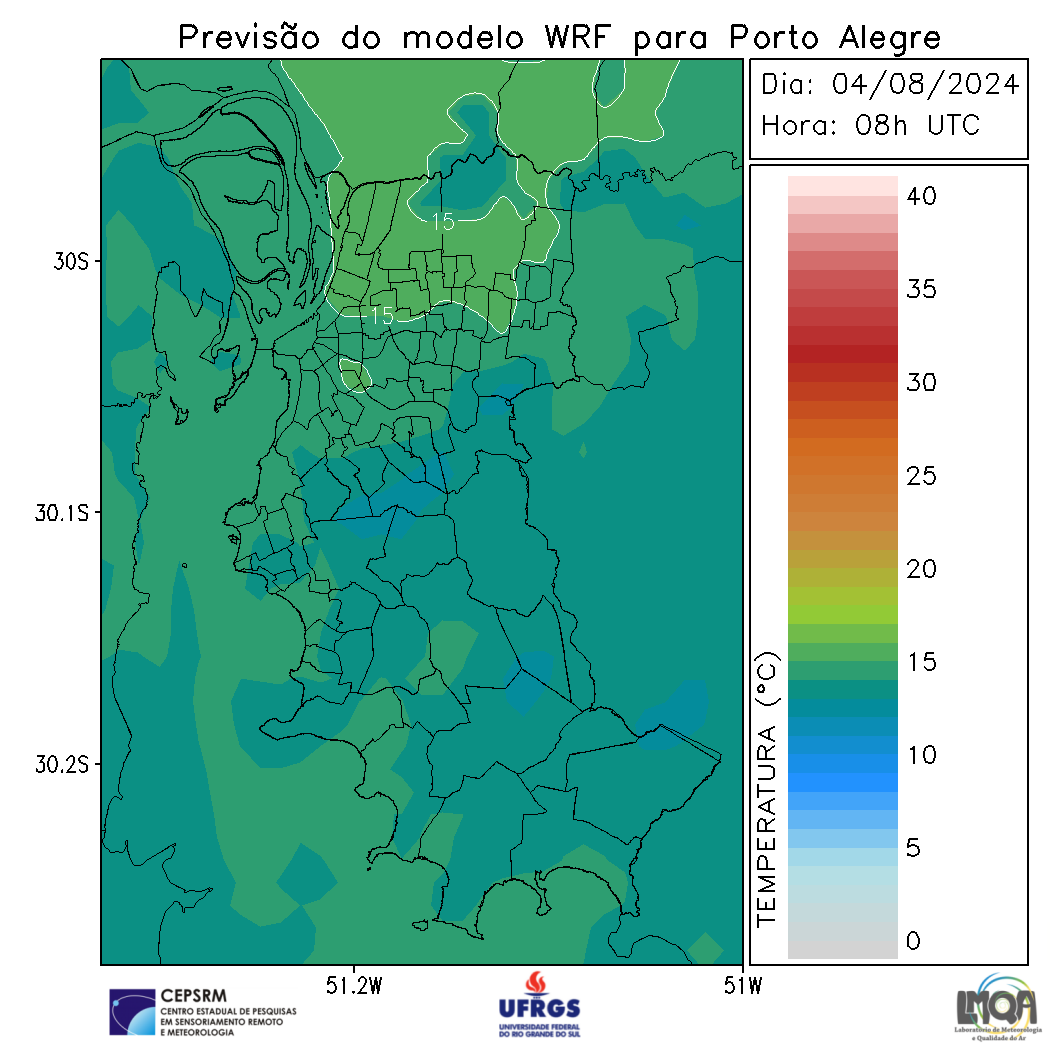 Previsão do modelo WRF para Porto Alegre
Dia: 04/08/2024
Hora: 08h UTC
15
15
30S
30.1S
30.2S
51.2W
51W
40
35
30
25
20
15
10
5
0
TEMPERATURA (°C)
CEPSRM
CENTRO ESTADUAL DE PESQUISAS
EM SENSORIAMENTO REMOTO
E METEOROLOGIA
UFRGS
UNIVERSIDADE FEDERAL
DO RIO GRANDE DO SUL
LMQA
Laboratório de Meteorologia
e Qualidade do Ar